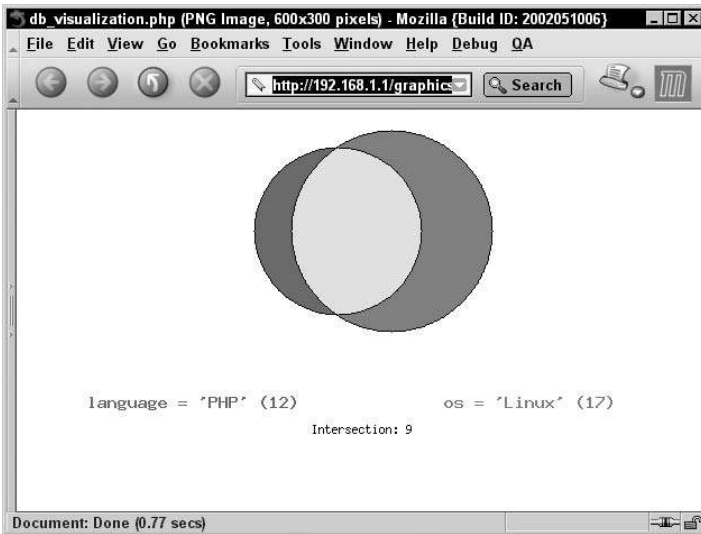 db_visualization.php (PNG Image, 600x300 pixels) - Mozilla {Build ID: 2002051006}
File Edit View Go Bookmarks Tools Window Help Debug QA
http://192.168.1.1/graphics Search
language = 'PHP' (12) os = 'Linux' (17)
Intersection: 9
Document: Done (0.77 secs)